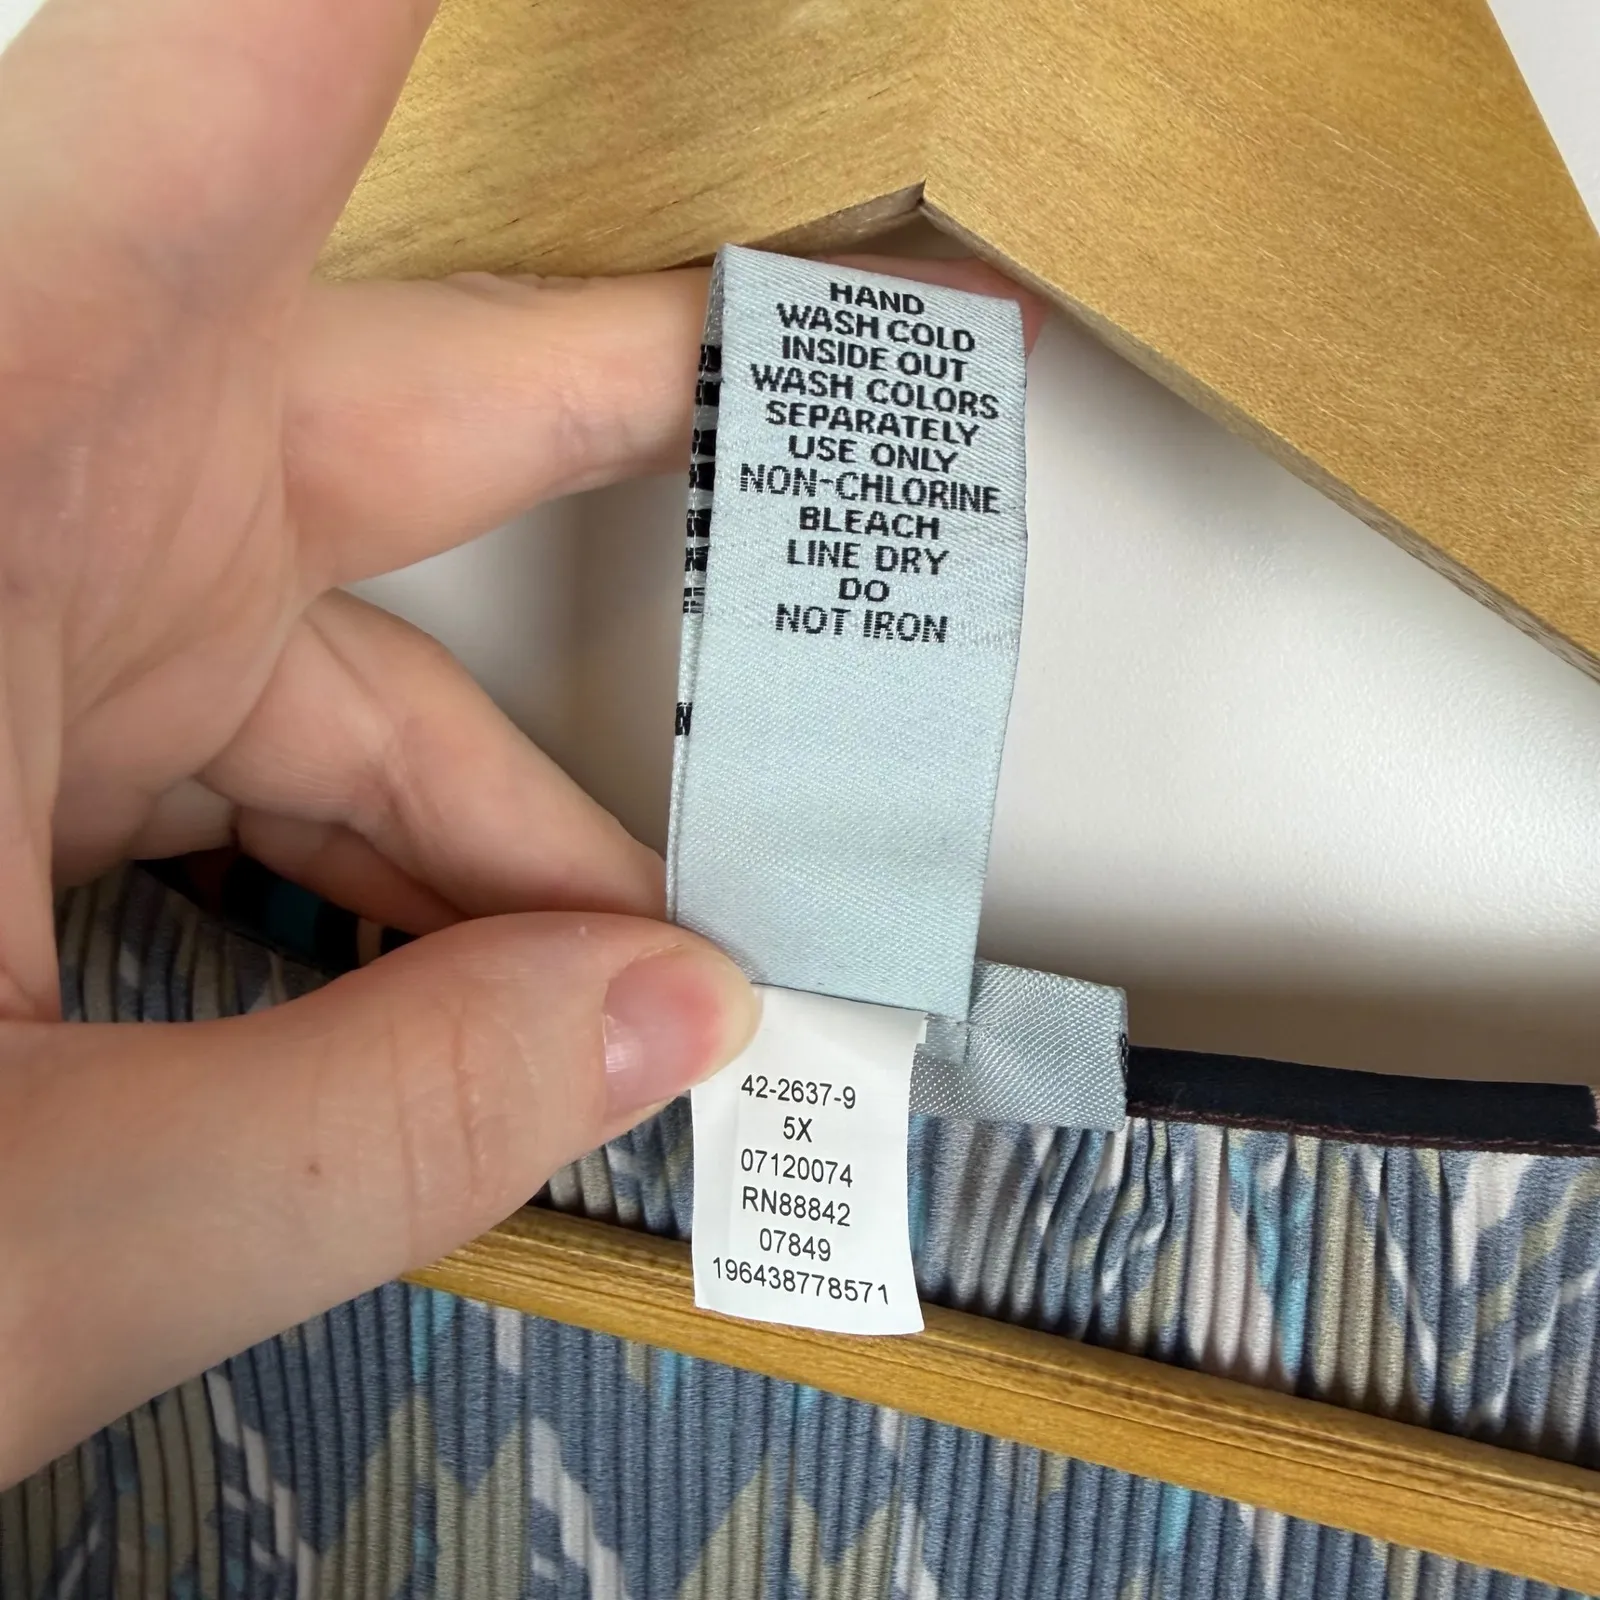 HAND
WASH COLD
INSIDE OUT
WASH COLORS
SEPARATELY
USE ONLY
NON-CHLORINE
BLEACH
LINE DRY
DO
NOT IRON
42-2637-9
5X
07120074
RN88842
07849
196438778571